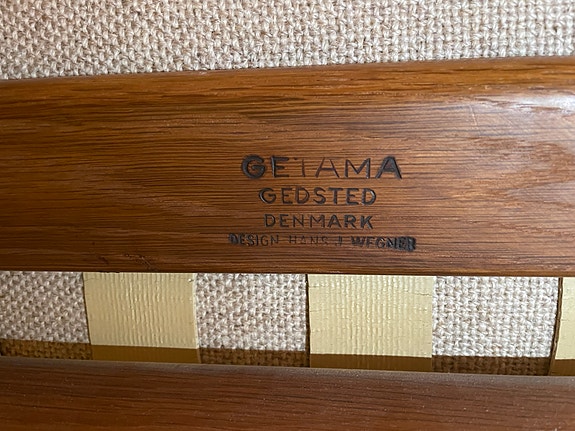 GETAMA
GEDSTED
DENMARK
DESIGN HANS J. WEGNER